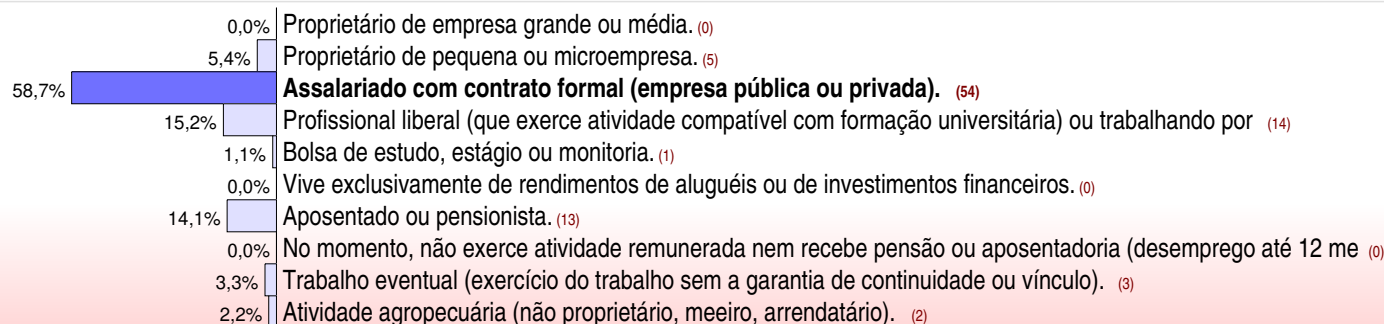 0,0% Proprietário de empresa grande ou média. (0)
5,4% Proprietário de pequena ou microempresa. (5)
58,7% Assalariado com contrato formal (empresa pública ou privada). (54)
15,2% Profissional liberal (que exerce atividade compatível com formação universitária) ou trabalhando por (14)
1,1% Bolsa de estudo, estágio ou monitoria. (1)
0,0% Vive exclusivamente de rendimentos de aluguéis ou de investimentos financeiros. (0)
14,1% Aposentado ou pensionista. (13)
0,0% No momento, não exerce atividade remunerada nem recebe pensão ou aposentadoria (desemprego até 12 me (0)
3,3% Trabalho eventual (exercício do trabalho sem a garantia de continuidade ou vínculo). (3)
2,2% Atividade agropecuária (não proprietário, meeiro, arrendatário). (2)